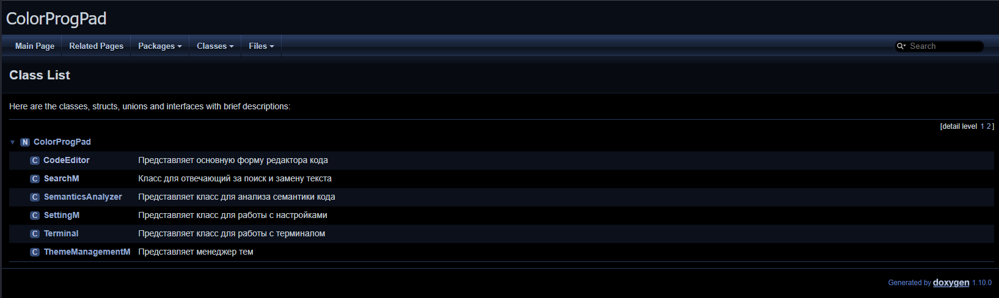 ColorProgPad
Main Page Related Pages Packages Classes Files Search
Class List
Here are the classes, structs, unions and interfaces with brief descriptions:
[detail level 1 2]
N ColorProgPad
C CodeEditor Представляет основную форму редактора кода
C SearchM Класс для отвечающий за поиск и замену текста
C SemanticsAnalyzer Представляет класс для анализа семантики кода
C SettingM Представляет класс для работы с настройками
C Terminal Представляет класс для работы с терминалом
C ThemeManagementM Представляет менеджер тем
Generated by doxygen 1.10.0